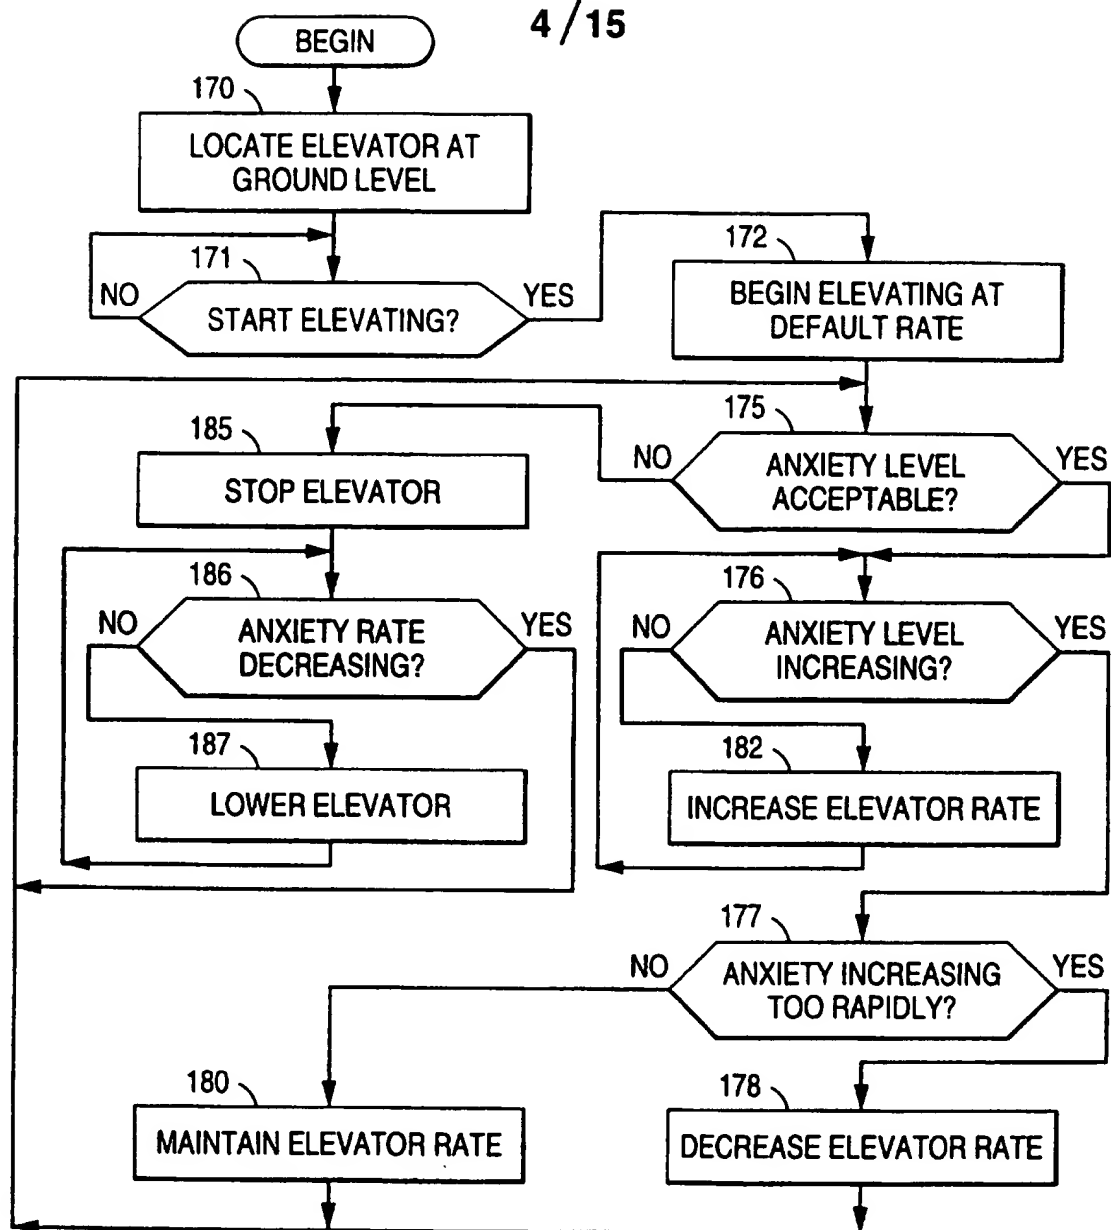 4/15
BEGIN
170
LOCATE ELEVATOR AT
GROUND LEVEL
171
NO
START ELEVATING?
YES
172
BEGIN ELEVATING AT
DEFAULT RATE
175
NO
ANXIETY LEVEL
ACCEPTABLE?
YES
185
STOP ELEVATOR
186
NO
ANXIETY RATE
DECREASING?
YES
176
NO
ANXIETY LEVEL
INCREASING?
YES
187
LOWER ELEVATOR
182
INCREASE ELEVATOR RATE
177
NO
ANXIETY INCREASING
TOO RAPIDLY?
YES
180
MAINTAIN ELEVATOR RATE
178
DECREASE ELEVATOR RATE